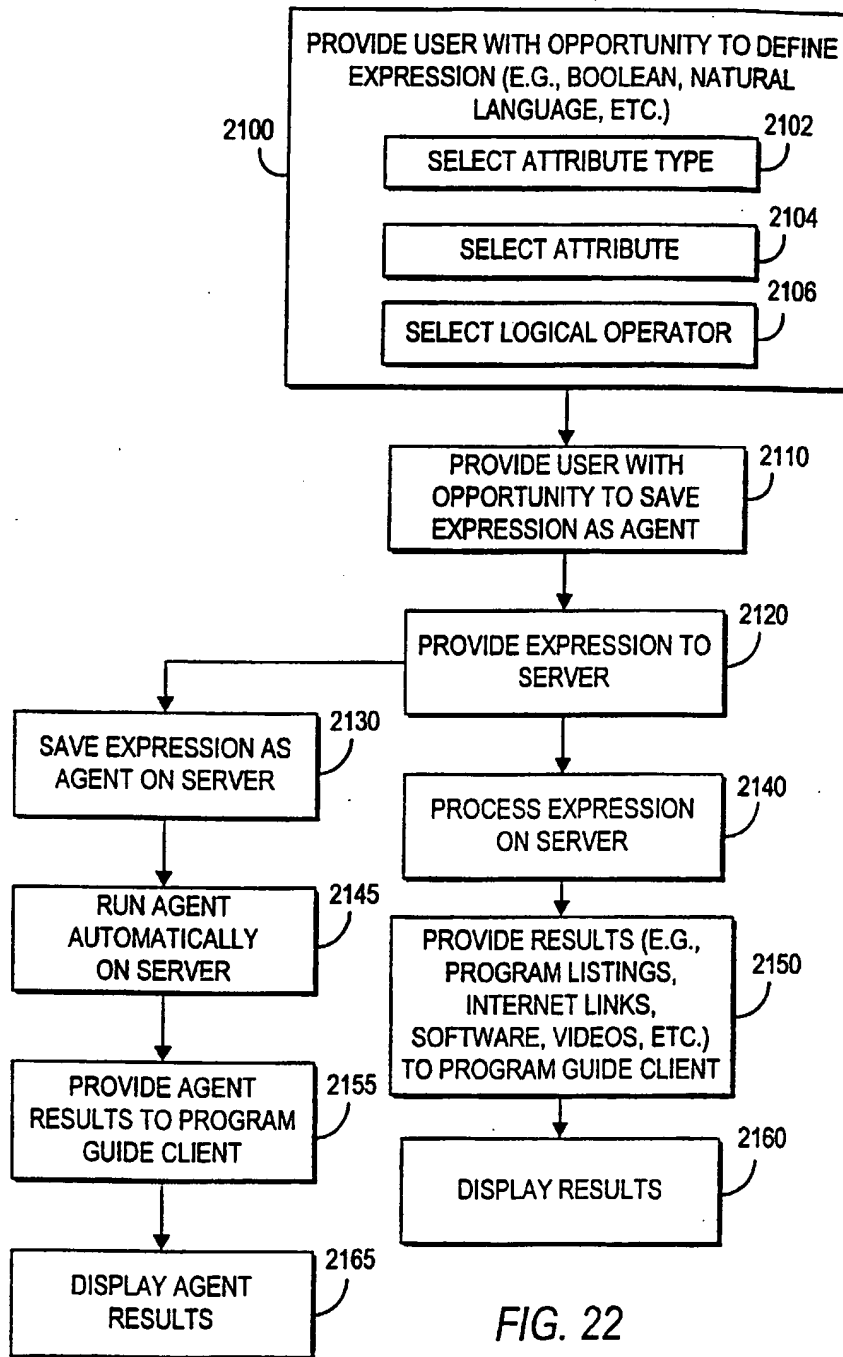 PROVIDE USER WITH OPPORTUNITY TO DEFINE
EXPRESSION (E.G., BOOLEAN, NATURAL
LANGUAGE, ETC.)
2100
2102
SELECT ATTRIBUTE TYPE
2104
SELECT ATTRIBUTE
2106
SELECT LOGICAL OPERATOR
PROVIDE USER WITH
OPPORTUNITY TO SAVE
EXPRESSION AS AGENT
2110
PROVIDE EXPRESSION TO
SERVER
2120
SAVE EXPRESSION AS
AGENT ON SERVER
2130
PROCESS EXPRESSION
ON SERVER
2140
RUN AGENT
AUTOMATICALLY
ON SERVER
2145
PROVIDE RESULTS (E.G.,
PROGRAM LISTINGS,
INTERNET LINKS,
SOFTWARE, VIDEOS, ETC.)
TO PROGRAM GUIDE CLIENT
2150
PROVIDE AGENT
RESULTS TO PROGRAM
GUIDE CLIENT
2155
DISPLAY RESULTS
2160
DISPLAY AGENT
RESULTS
2165
FIG. 22